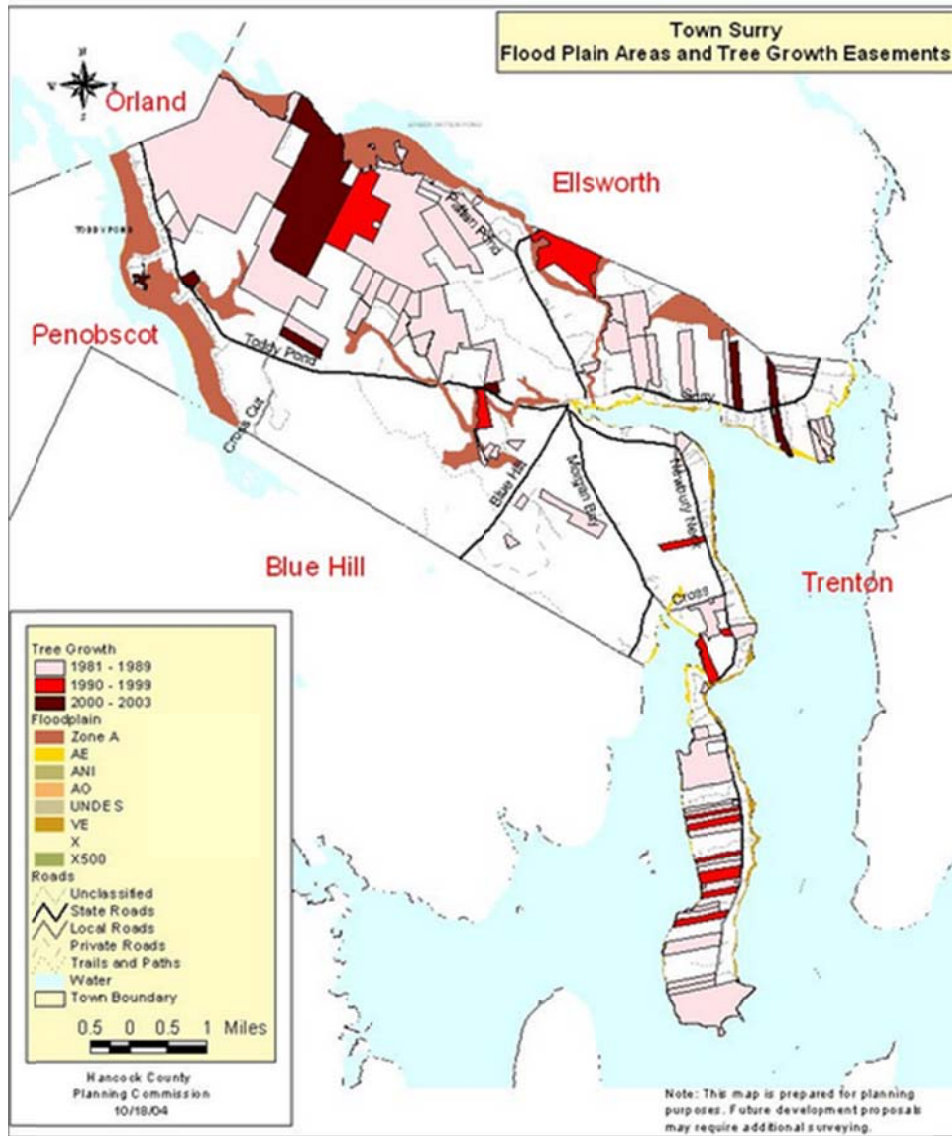 Town Surry
Flood Plain Areas and Tree Growth Easements
N
W
E
S
Orland
Ellsworth
TODDY POND
Patten Pond
Penobscot
Toddy Pond
Cross Cut
Surry
Blue Hill
Morgan Bay
Newbury Neck
Blue Hill
Cross
Trenton
Tree Growth
1981 - 1989
1990 - 1999
2000 - 2003
Floodplain
Zone A
AE
ANI
AO
UNDES
VE
X
X500
Roads
Unclassified
State Roads
Local Roads
Private Roads
Trails and Paths
Water
Town Boundary
0.5 0 0.5 1 Miles
Hancock County
Planning Commission
10/18/04
Note: This map is prepared for planning
purposes. Future development proposals
may require additional surveying.